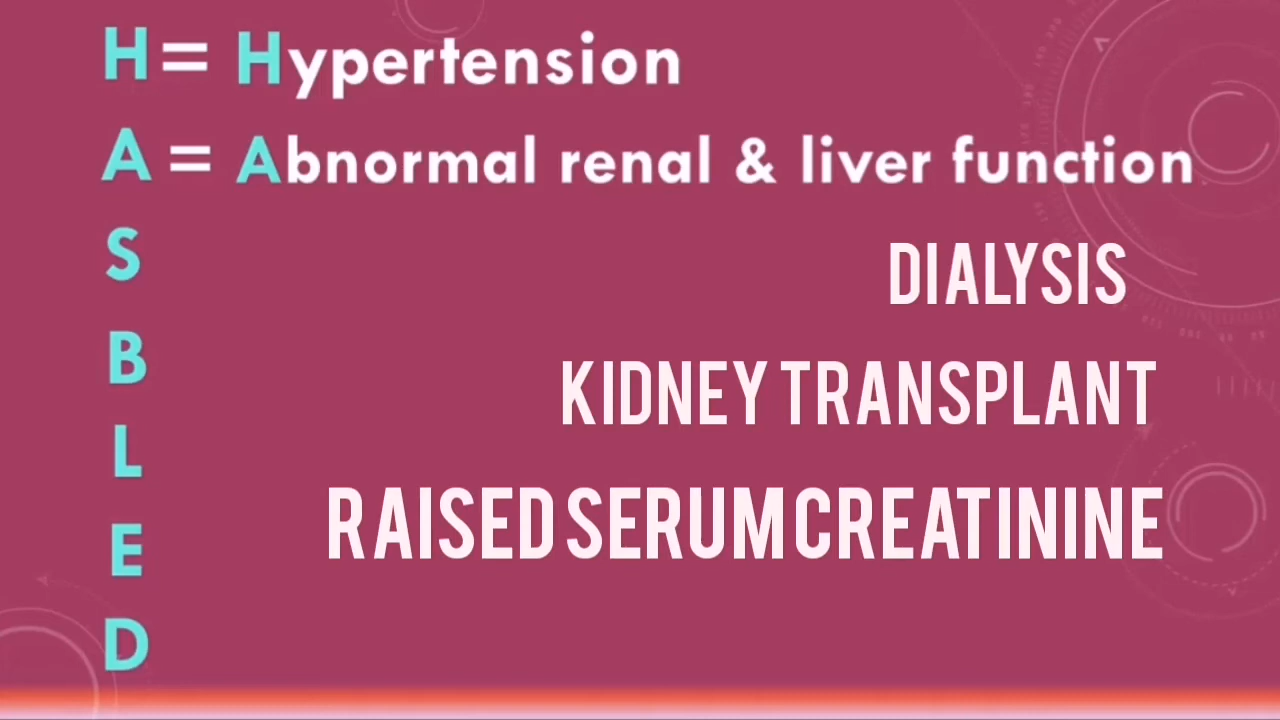 H = Hypertension
A = Abnormal renal & liver function
S
DIALYSIS
B
KIDNEY TRANSPLANT
L
RAISED SERUM CREATININE
E
D